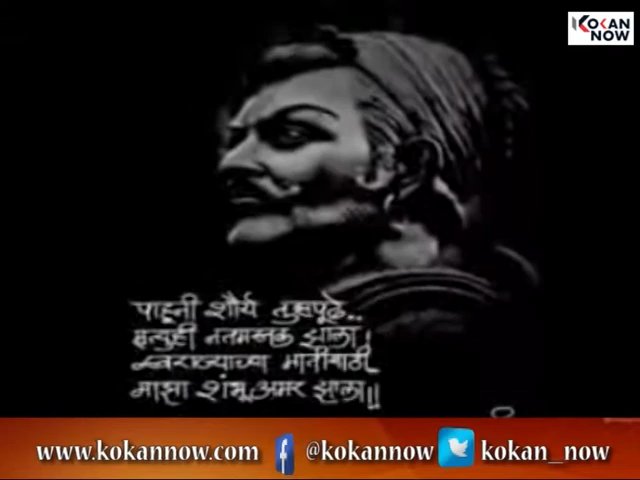 KOKAN
NOW
पाहूनी शौर्य तुझपूढे..
मृत्यूही नतमस्तक झाला।
स्वराज्याच्या मातीसाठी
माझा शंभू अमर झाला॥
www.kokannow.com @kokannow kokan_now